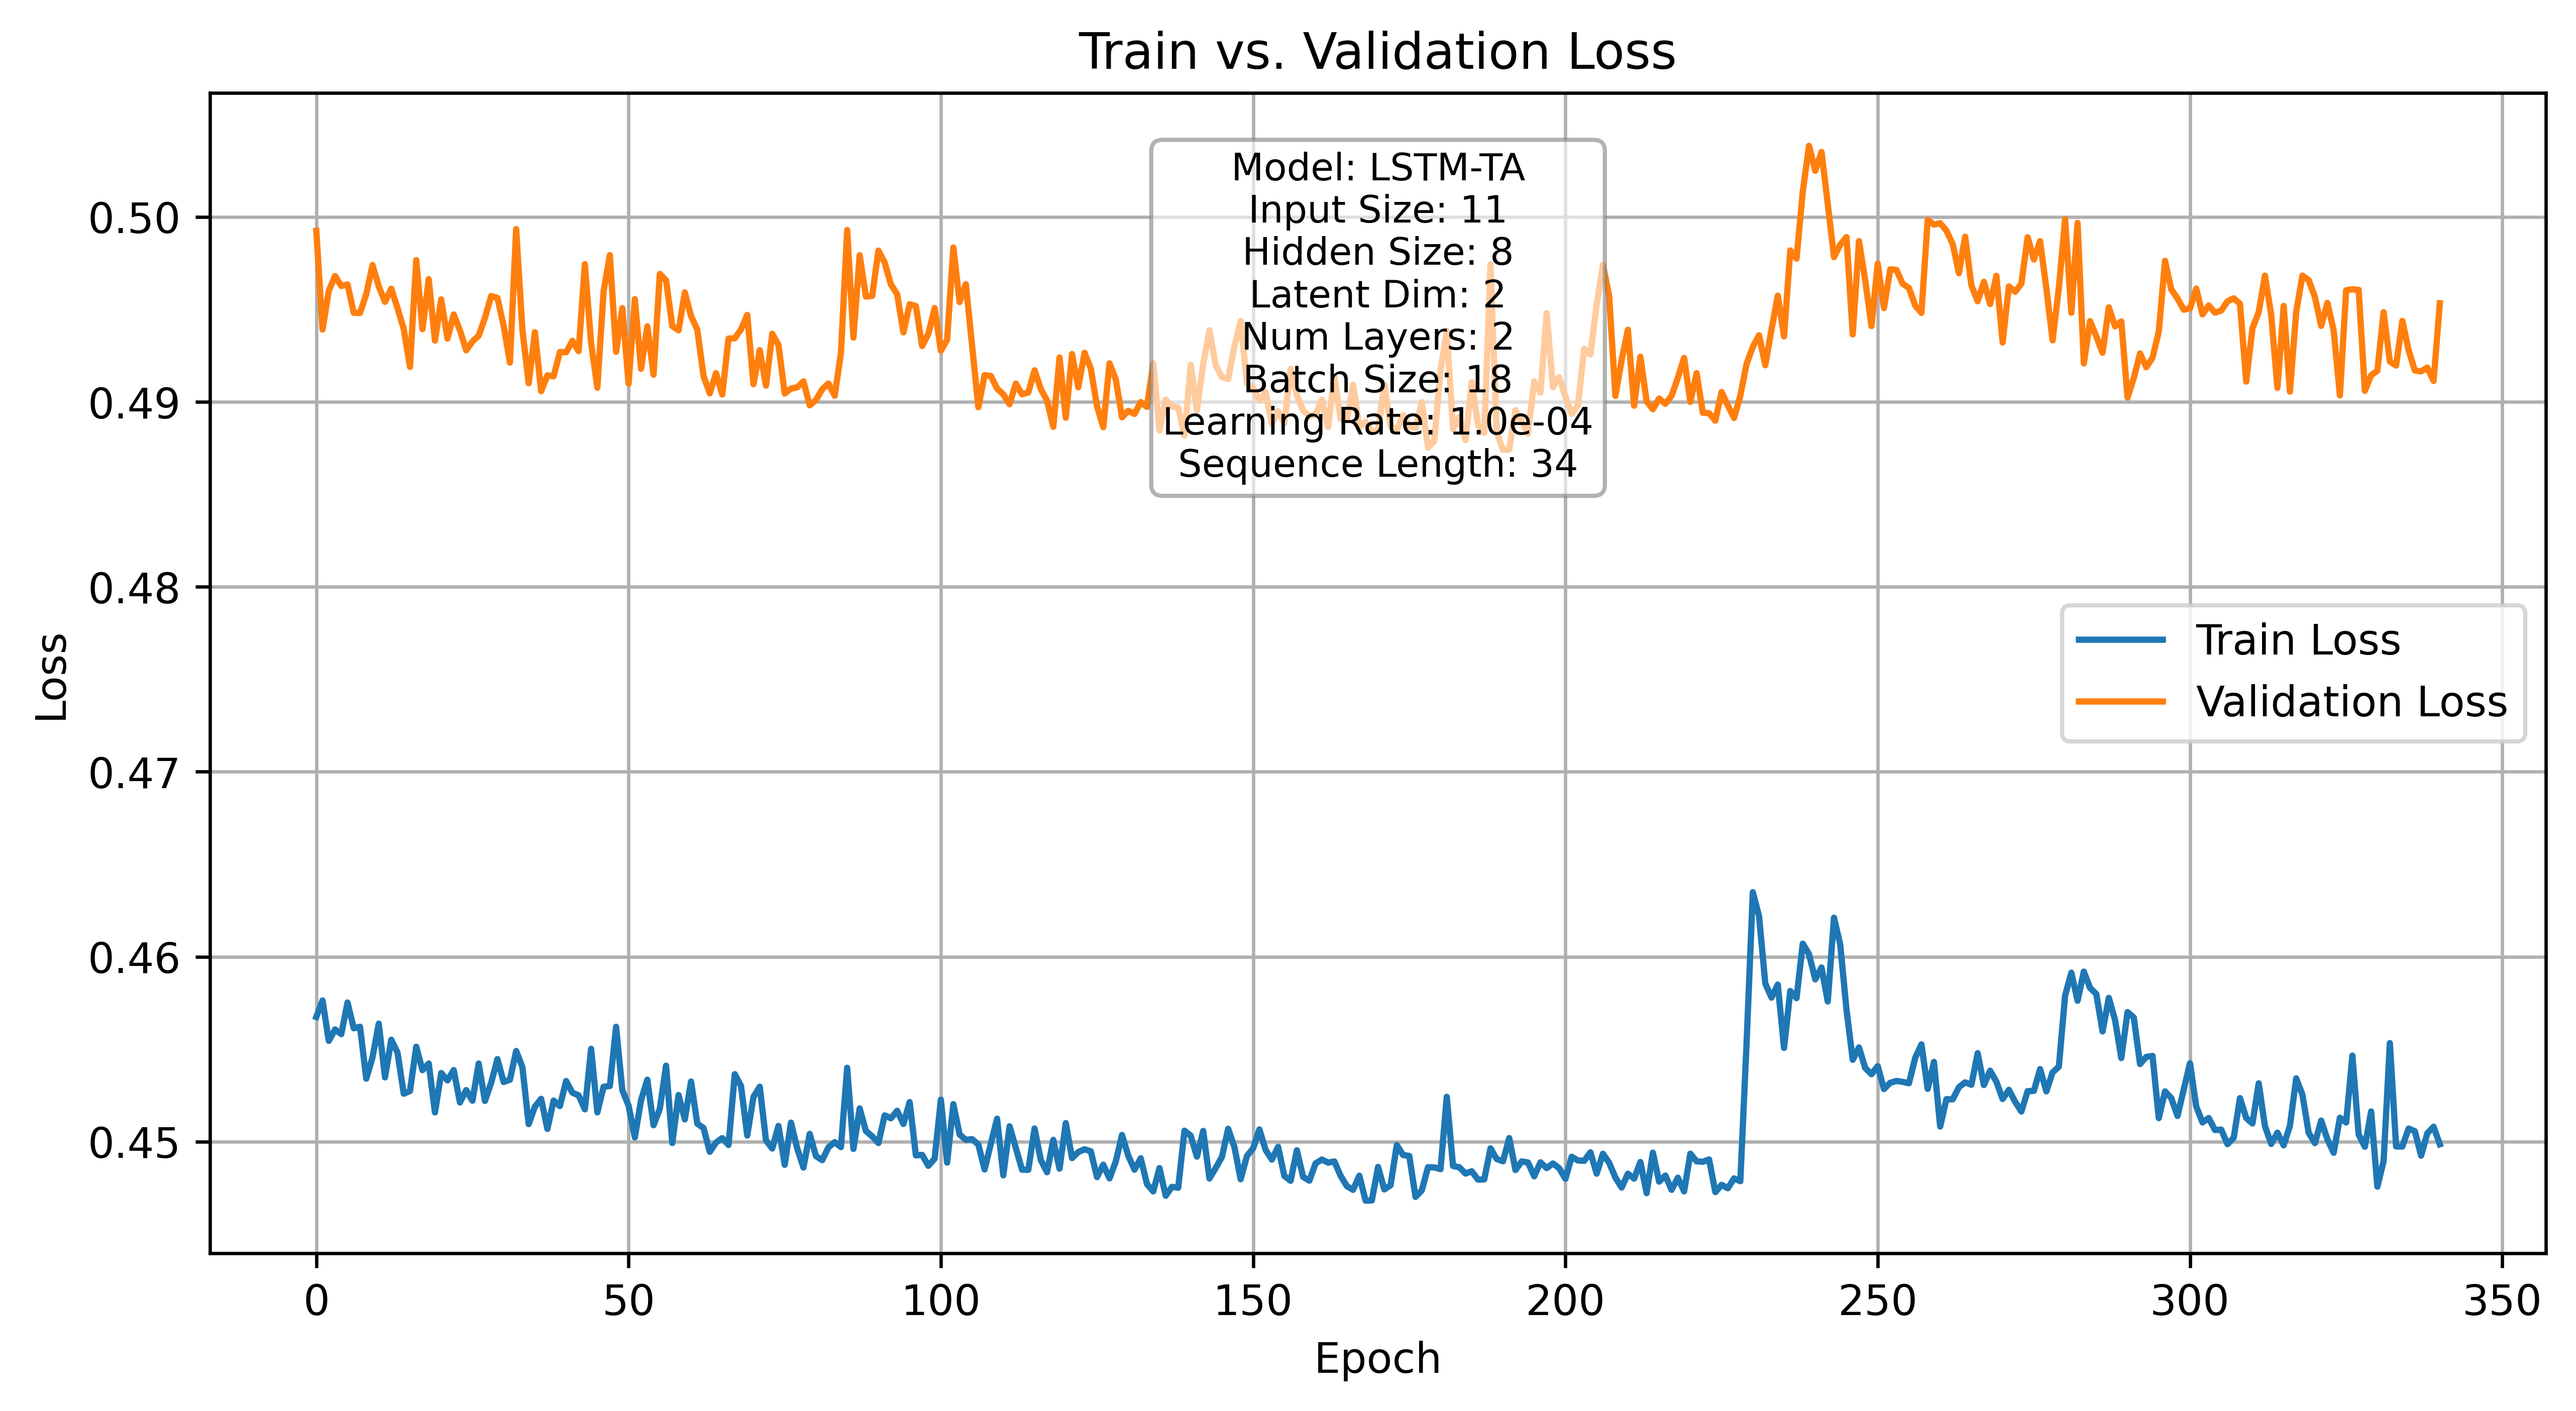 Train vs. Validation Loss
Model: LSTM-TA
Input Size: 11
Hidden Size: 8
Latent Dim: 2
Num Layers: 2
Batch Size: 18
Learning Rate: 1.0e-04
Sequence Length: 34
0.50
0.49
0.48
0.47
0.46
0.45
Loss
Train Loss
Validation Loss
0 50 100 150 200 250 300 350
Epoch